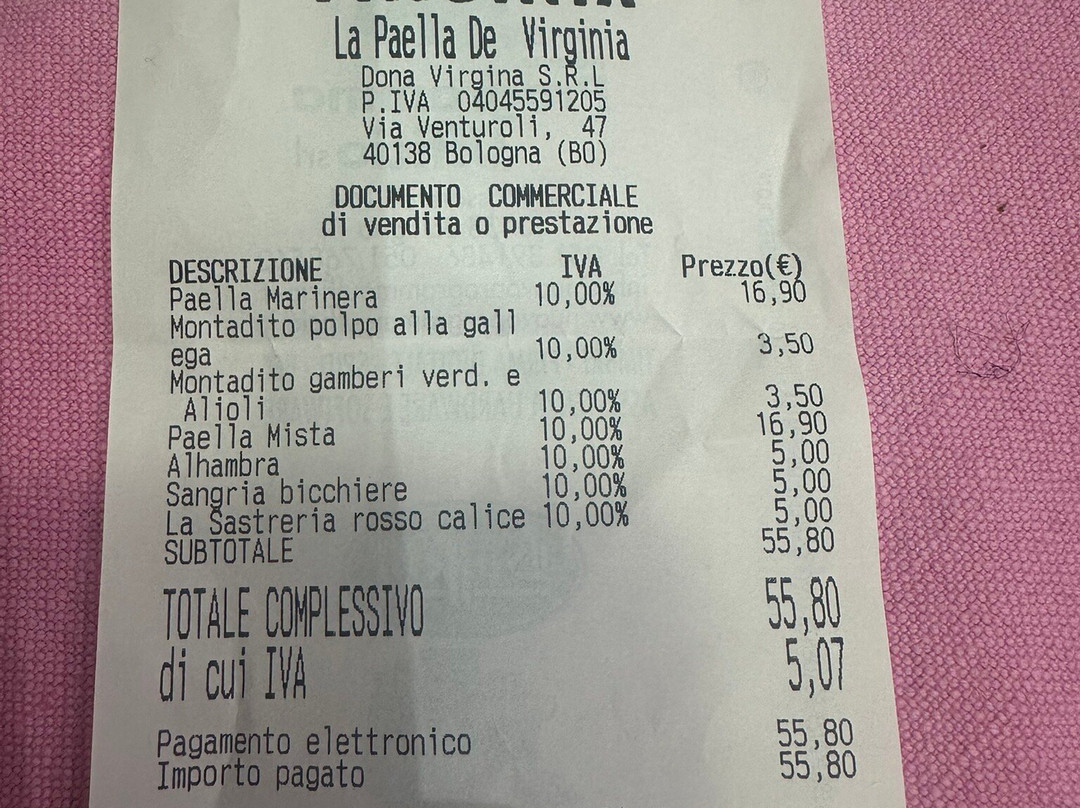 La Paella De Virginia
Dona Virgina S.R.L
P.IVA 04045591205
Via Venturoli, 47
40138 Bologna (BO)
DOCUMENTO COMMERCIALE
di vendita o prestazione
DESCRIZIONE IVA Prezzo(€)
Paella Marinera 10,00% 16,90
Montadito polpo alla gall
ega 10,00% 3,50
Montadito gamberi verd. e
Alioli 10,00% 3,50
Paella Mista 10,00% 16,90
Alhambra 10,00% 5,00
Sangria bicchiere 10,00% 5,00
La Sastreria rosso calice 10,00% 5,00
SUBTOTALE 55,80
TOTALE COMPLESSIVO 55,80
di cui IVA 5,07
Pagamento elettronico 55,80
Importo pagato 55,80